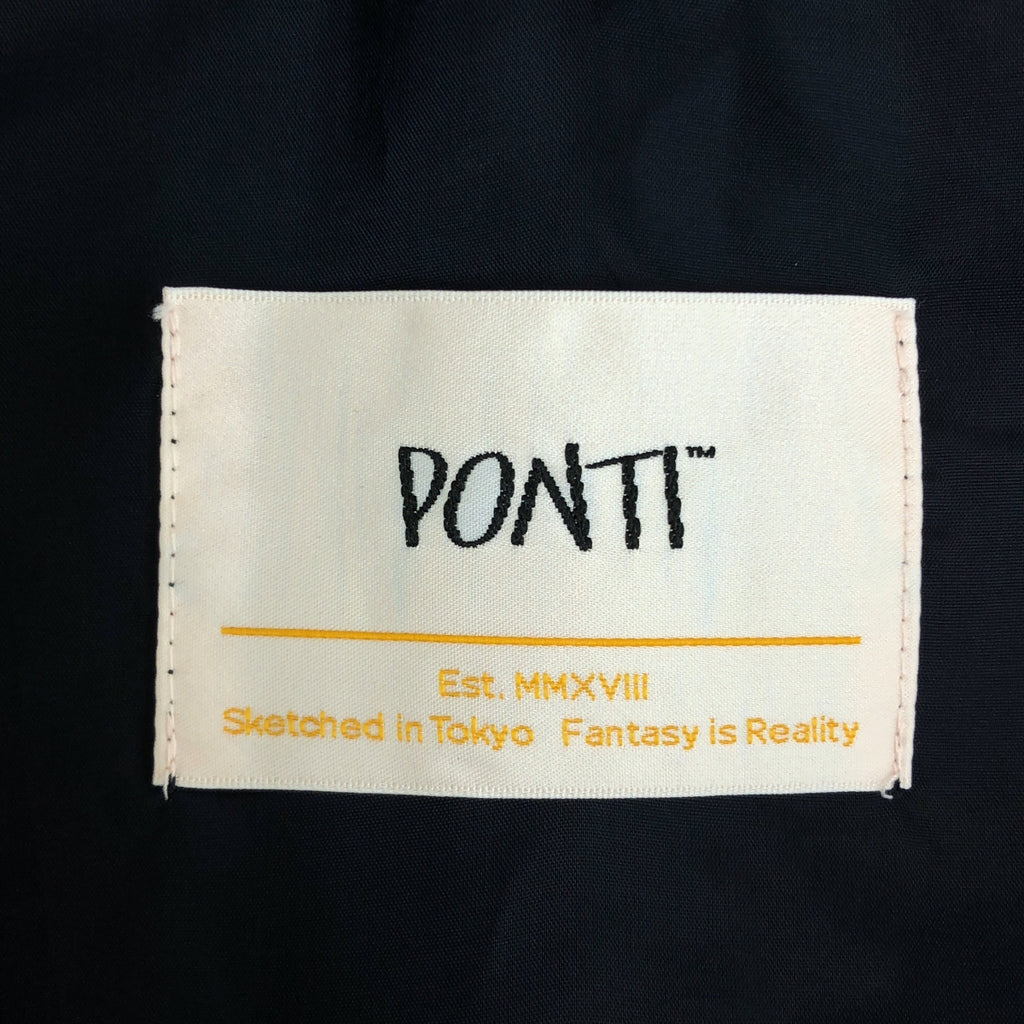 PONTI™
Est. MMXVIII
Sketched in Tokyo Fantasy is Reality